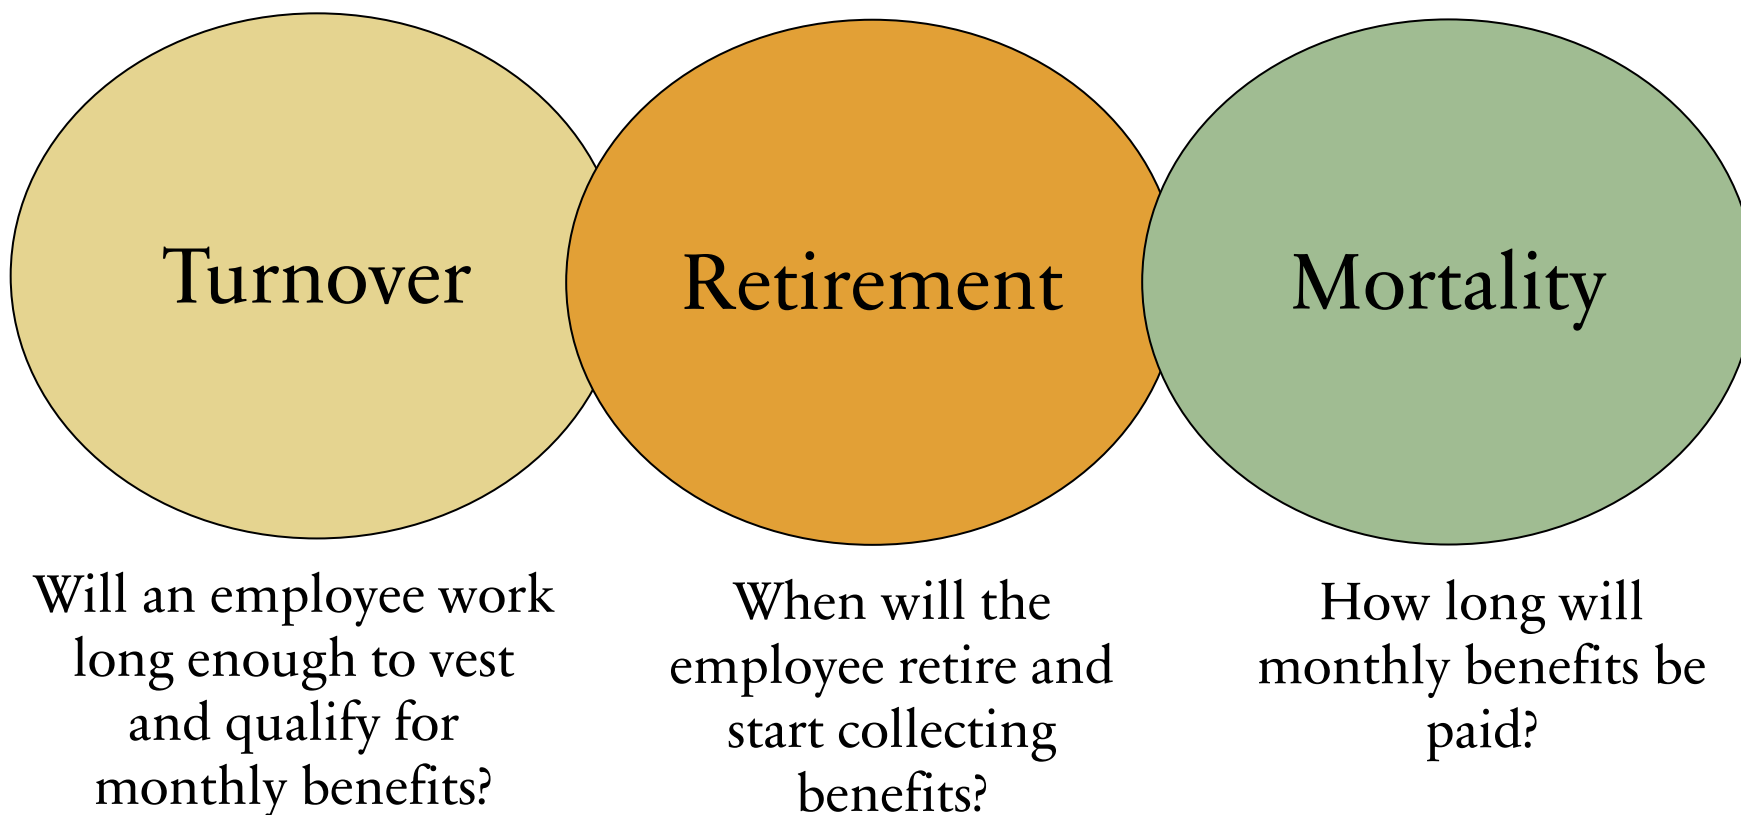 Turnover
Retirement
Mortality
Will an employee work
long enough to vest
and qualify for
monthly benefits?
When will the
employee retire and
start collecting
benefits?
How long will
monthly benefits be
paid?